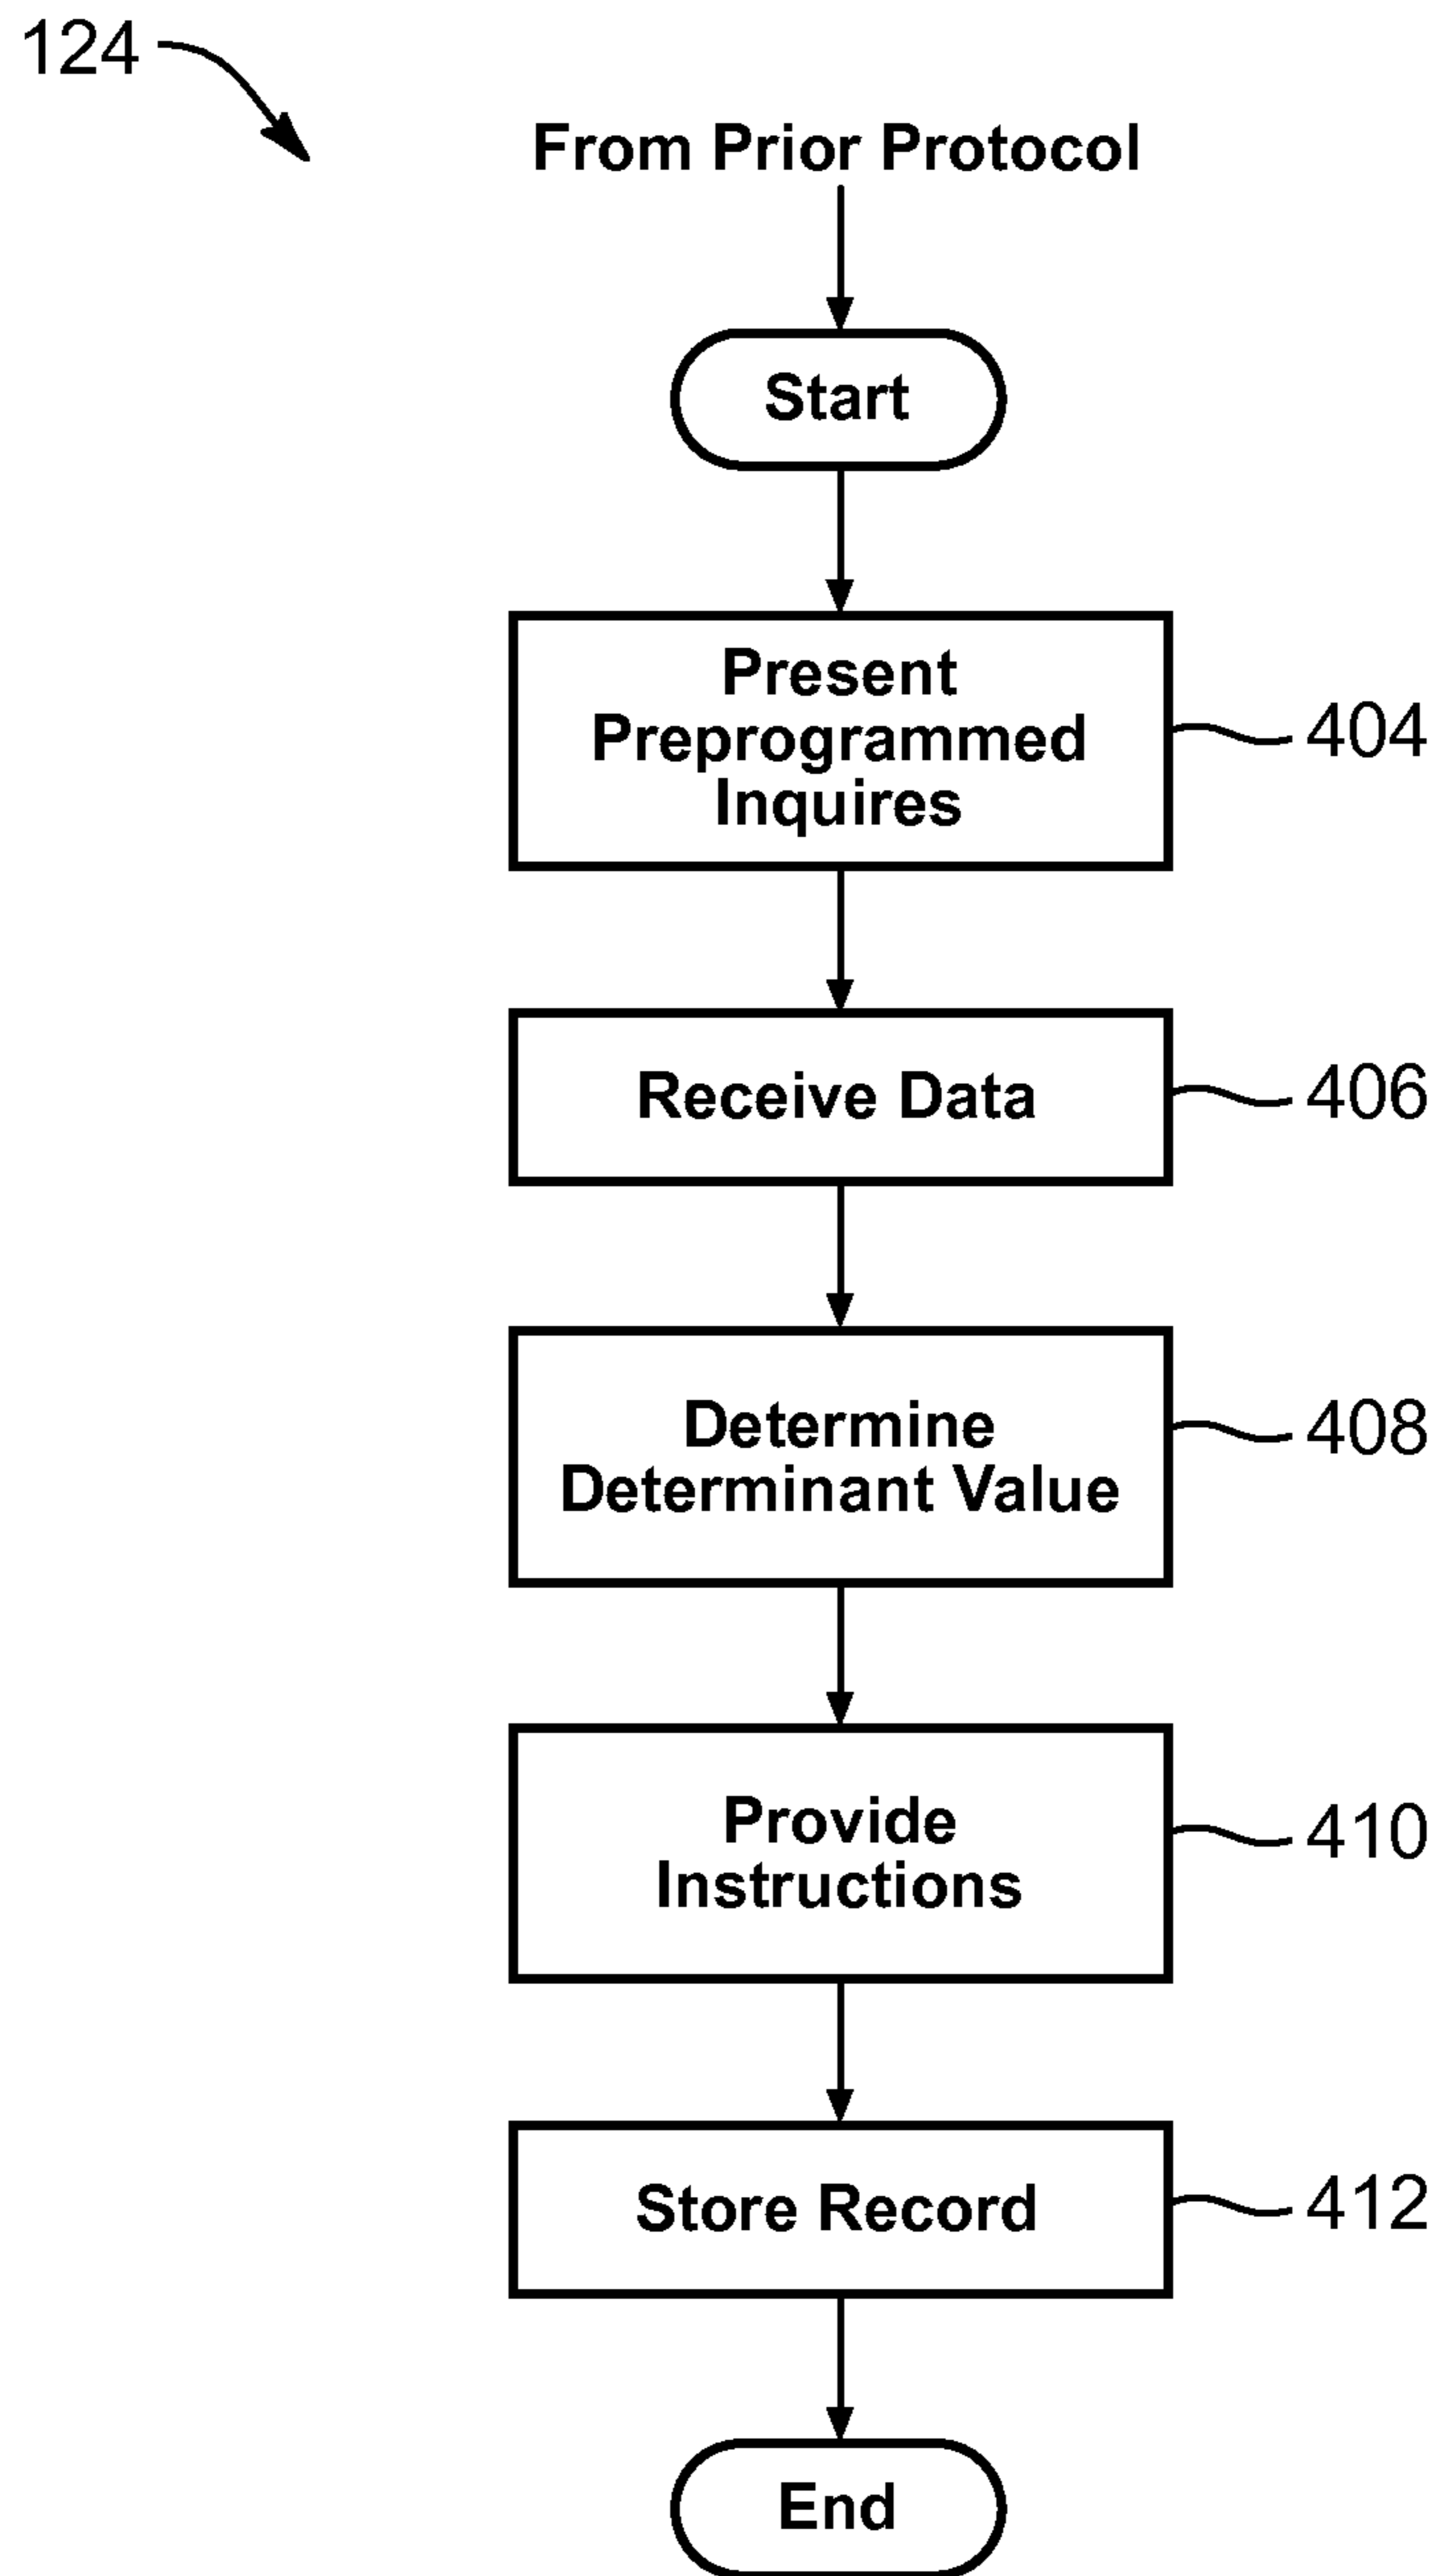 124
From Prior Protocol
Start
Present
Preprogrammed
Inquires
404
Receive Data
406
Determine
Determinant Value
408
Provide
Instructions
410
Store Record
412
End